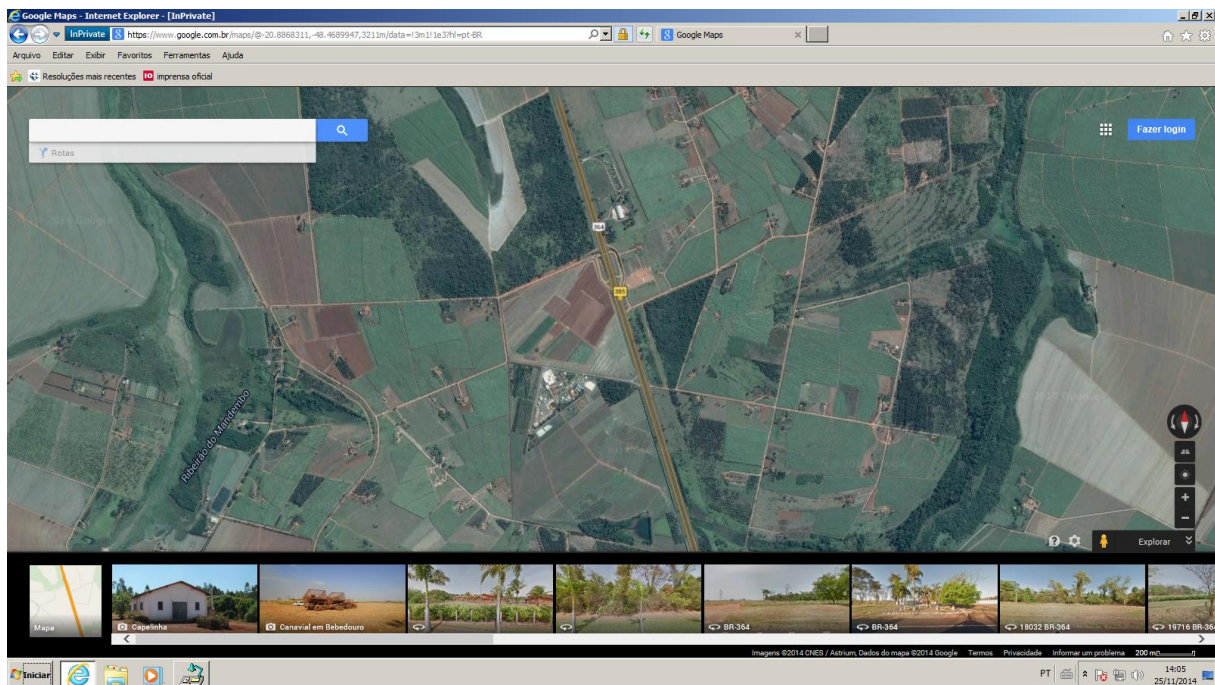 Google Maps - Internet Explorer - [InPrivate]
InPrivate https://www.google.com.br/maps/@-20.8868311,-48.4689947,3211m/data=!3m1!1e3?hl=pt-BR Google Maps
Arquivo Editar Exibir Favoritos Ferramentas Ajuda
Resoluções mais recentes IO imprensa oficial
Fazer login
Rotas
364
385
Ribeirão do Mandembo
Explorar
Mapa
Capelinha
Canavial em Bebedouro
BR-364
BR-364
18032 BR-364
19716 BR-36
Imagens ©2014 CNES / Astrium, Dados do mapa ©2014 Google Termos Privacidade Informar um problema 200 m
Iniciar
PT
14:05
25/11/2014